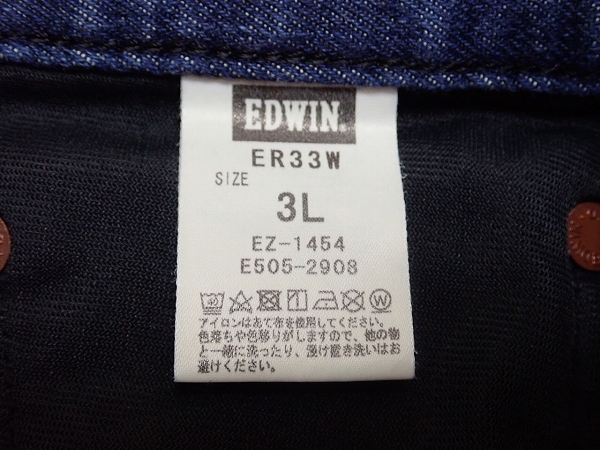 EDWIN.
ER33W
SIZE
3L
EZ-1454
E505-2908
40 W
アイロンはあて布を使用してください。
色落ちや色移りがしますので、他の物
と一緒に洗ったり、漬け置き洗いはお
避けください。